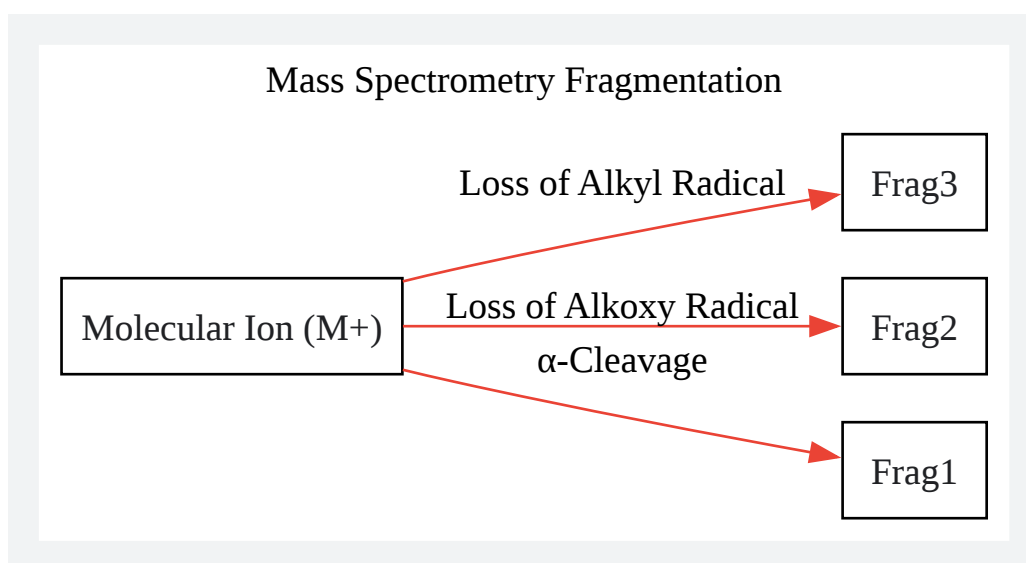 Mass Spectrometry Fragmentation
Loss of Alkyl Radical
Frag3
Molecular Ion (M+)
Loss of Alkoxy Radical
Frag2
α-Cleavage
Frag1